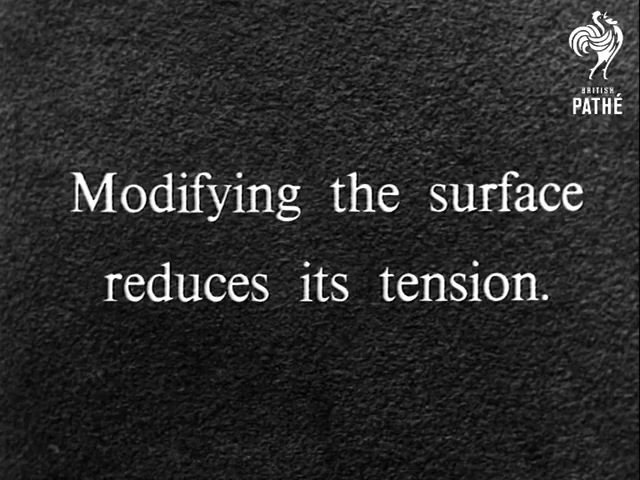 BRITISH
PATHÉ
Modifying the surface
reduces its tension.